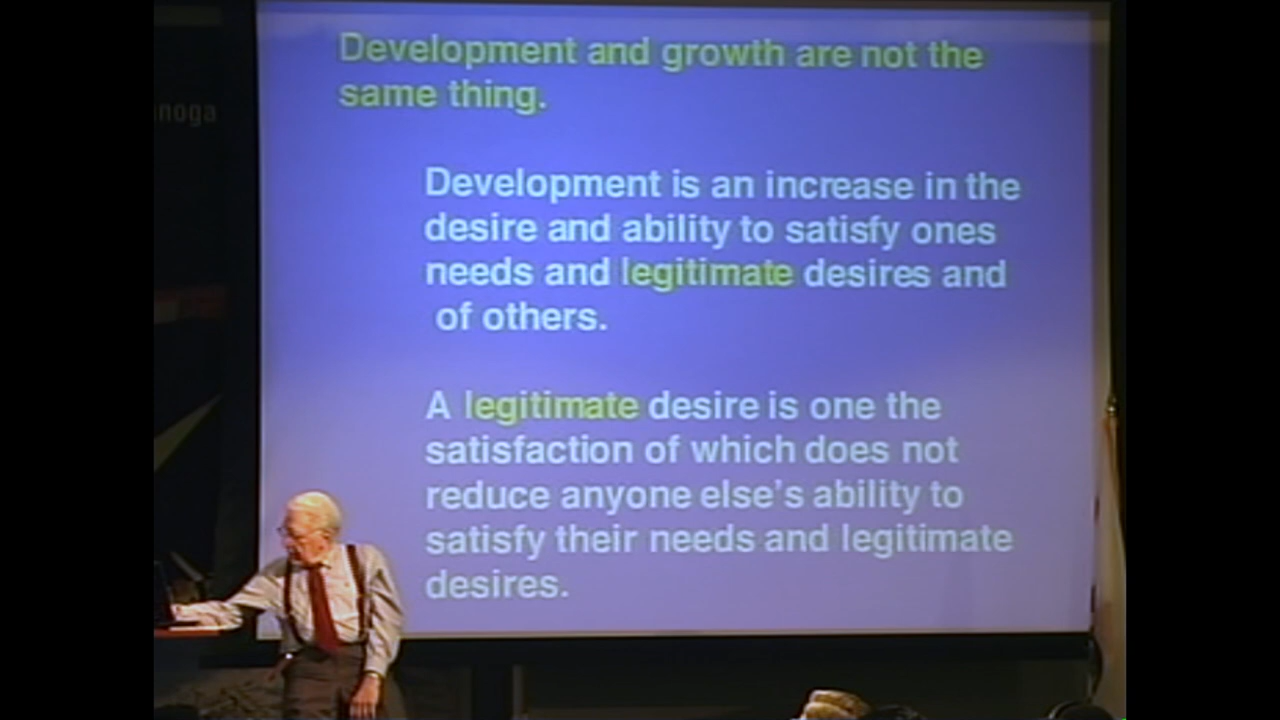 Development and growth are not the
same thing.
Development is an increase in the
desire and ability to satisfy ones
needs and legitimate desires and
of others.
A legitimate desire is one the
satisfaction of which does not
reduce anyone else's ability to
satisfy their needs and legitimate
desires.